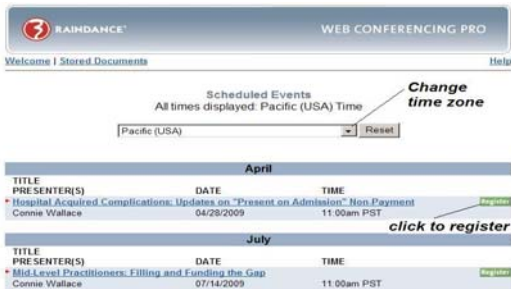 RAINDANCE WEB CONFERENCING PRO
Welcome | Stored Documents Help
Scheduled Events
All times displayed: Pacific (USA) Time
Change
time zone
Pacific (USA) Reset
April
TITLE
PRESENTER(S) DATE TIME
Hospital Acquired Complications: Updates on "Present on Admission" Non-Payment Register
Connie Wallace 04/28/2009 11:00am PST
click to register
July
TITLE
PRESENTER(S) DATE TIME
Mid-Level Practitioners: Filling and Funding the Gap Register
Connie Wallace 07/14/2009 11:00am PST